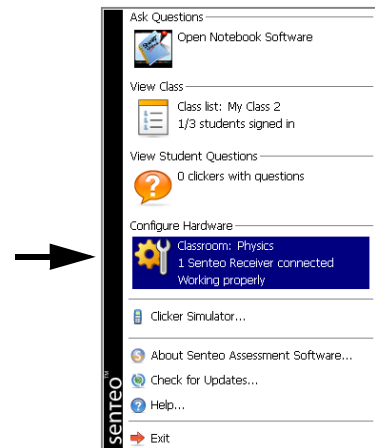 Ask Questions
Open Notebook Software
View Class
Class list: My Class 2
1/3 students signed in
View Student Questions
0 clickers with questions
Configure Hardware
Classroom: Physics
1 Senteo Receiver connected
Working properly
Clicker Simulator...
About Senteo Assessment Software...
Check for Updates...
Help...
Exit
senteo™